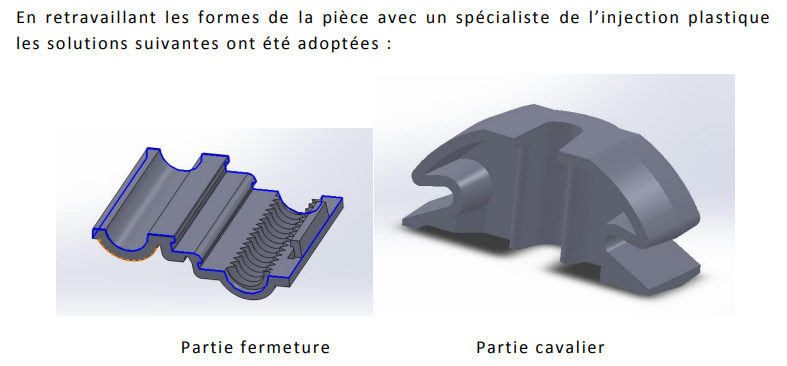 En retravaillant les formes de la pièce avec un spécialiste de l’injection plastique
les solutions suivantes ont été adoptées :
Partie fermeture
Partie cavalier